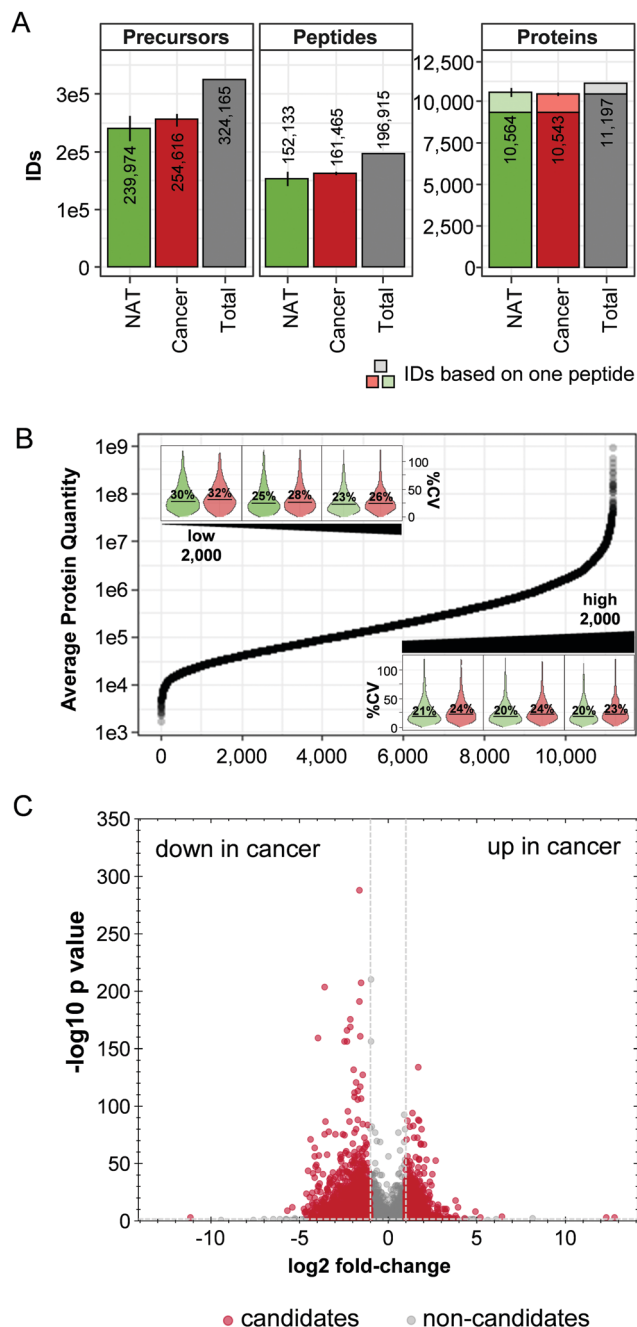 A
Precursors Peptides Proteins
IDs
3e5
2e5
1e5
0
12,500
10,000
7,500
5,000
2,500
0
239,974
254,616
324,165
152,133
161,465
196,915
10,564
10,543
11,197
NAT Cancer Total
NAT Cancer Total
NAT Cancer Total
IDs based on one peptide
B
Average Protein Quantity
1e9
1e8
1e7
1e6
1e5
1e4
1e3
30% 32% 25% 28% 23% 26%
100
50
0
%CV
low
2,000
high
2,000
%CV
100
50
0
21% 24% 20% 24% 20% 23%
0 2,000 4,000 6,000 8,000 10,000
C
-log10 p value
350
300
250
200
150
100
50
0
down in cancer up in cancer
-10 -5 0 5 10
log2 fold-change
candidates non-candidates